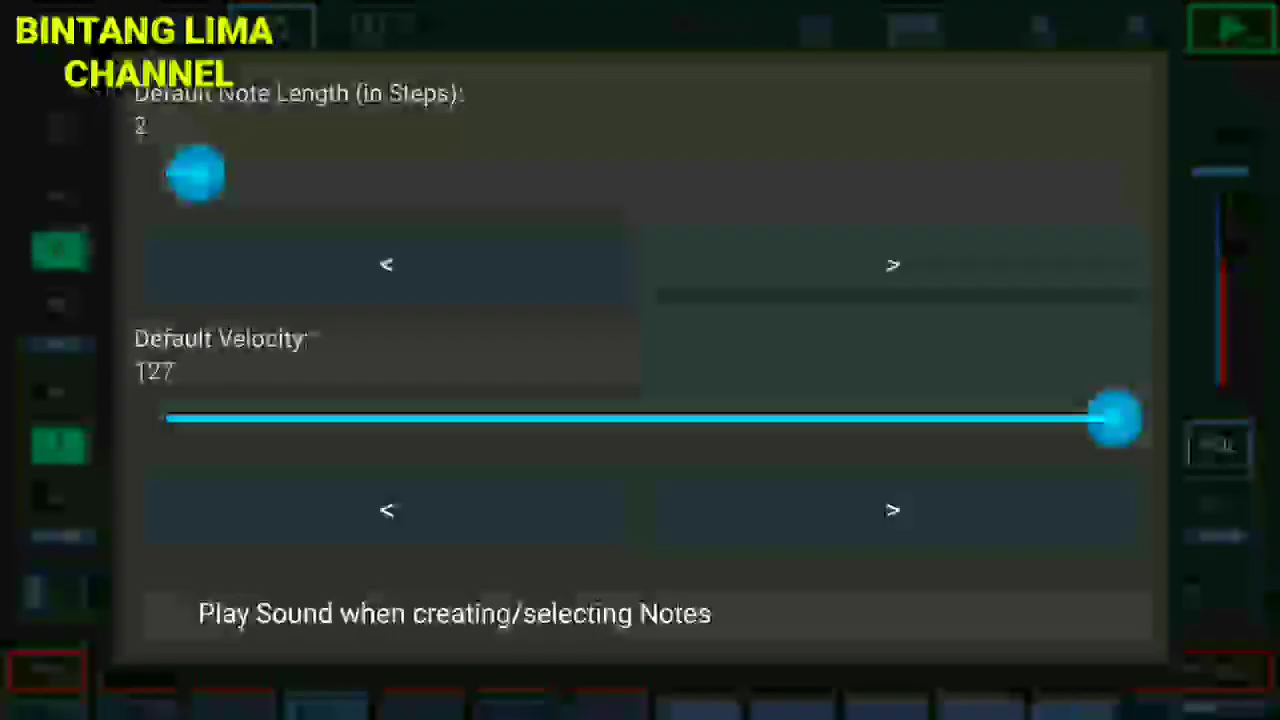 BINTANG LIMA
CHANNEL
Default Note Length (in Steps):
2
<
>
Default Velocity:
127
<
>
Play Sound when creating/selecting Notes